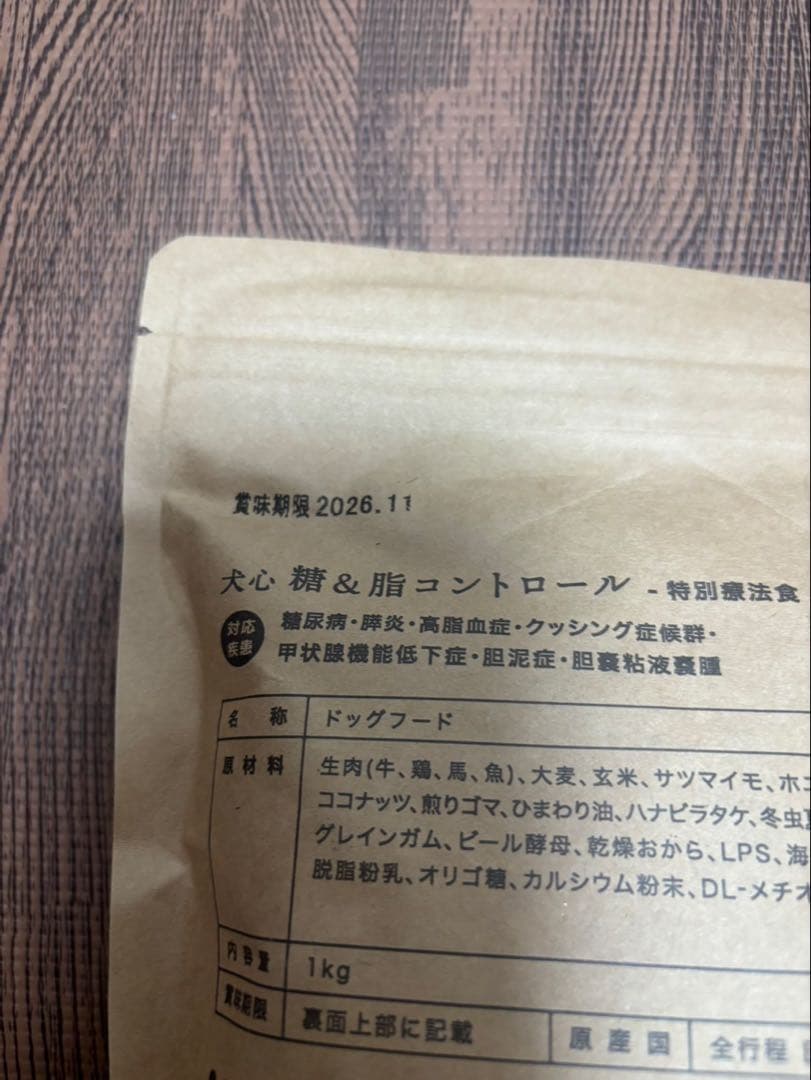 賞味期限 2026.11
犬心 糖&脂コントロール - 特別療法食
対応疾患
糖尿病・膵炎・高脂血症・クッシング症候群・
甲状腺機能低下症・胆泥症・胆嚢粘液嚢腫
名称 ドッグフード
原材料 生肉(牛、鶏、馬、魚)、大麦、玄米、サツマイモ、ホコ
ココナッツ、煎りゴマ、ひまわり油、ハナビラタケ、冬虫
グレインガム、ビール酵母、乾燥おから、LPS、海
脱脂粉乳、オリゴ糖、カルシウム粉末、DL-メチオ
内容量 1kg
賞味期限 裏面上部に記載 原産国 全行程